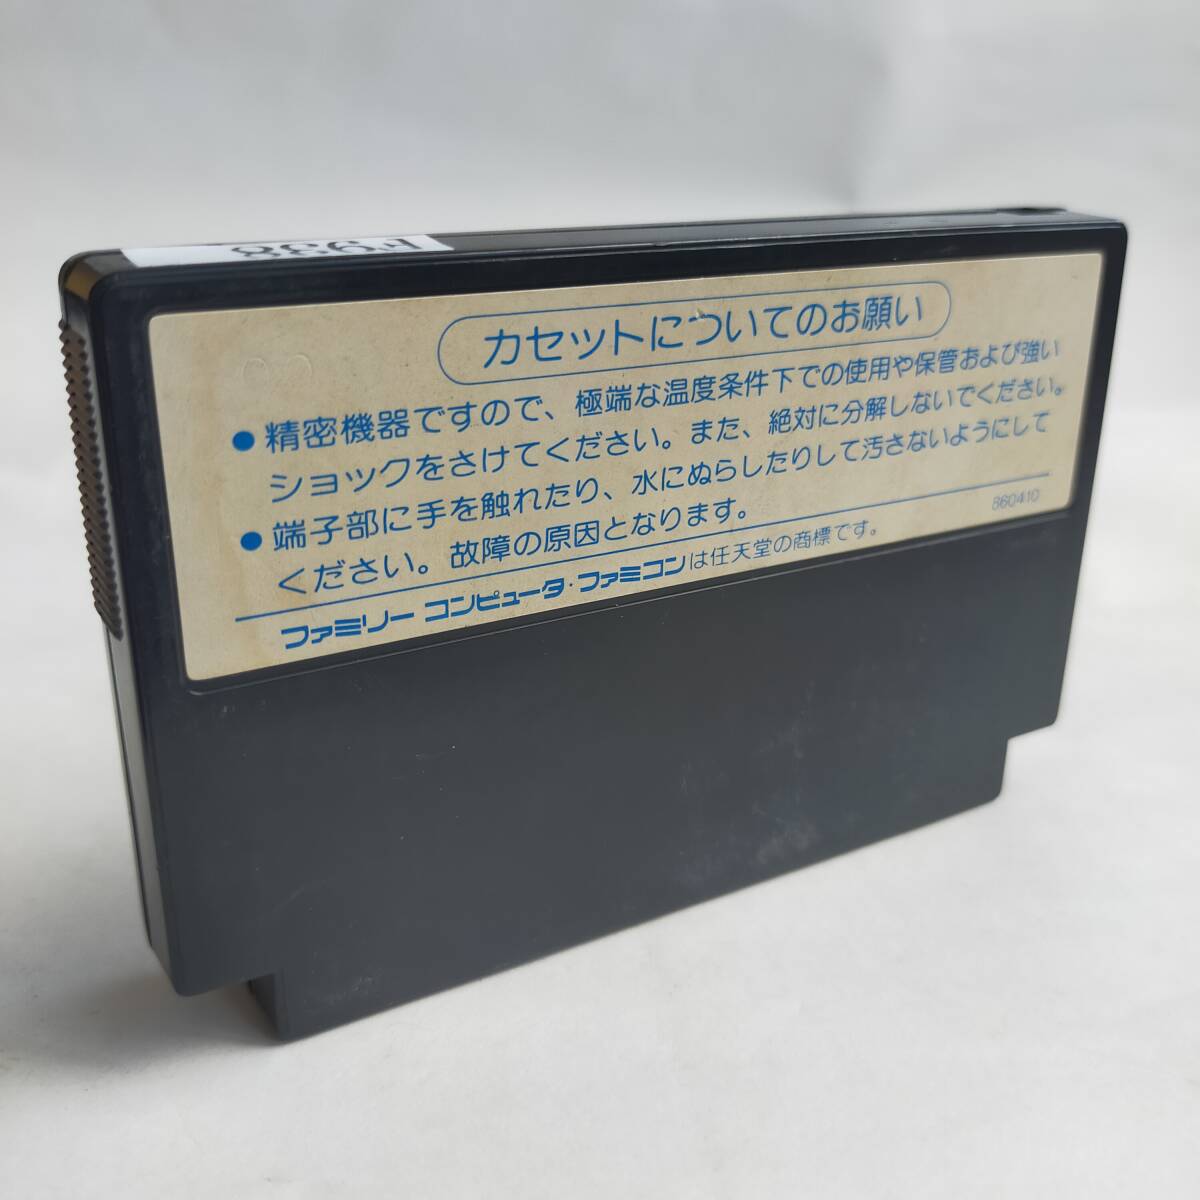 F938
カセットについてのお願い
●精密機器ですので、極端な温度条件下での使用や保管および強い
ショックをさけてください。また、絶対に分解しないでください。
●端子部に手を触れたり、水にぬらしたりして汚さないようにして
ください。故障の原因となります。
860410
ファミリー コンピュータ・ファミコンは任天堂の商標です。